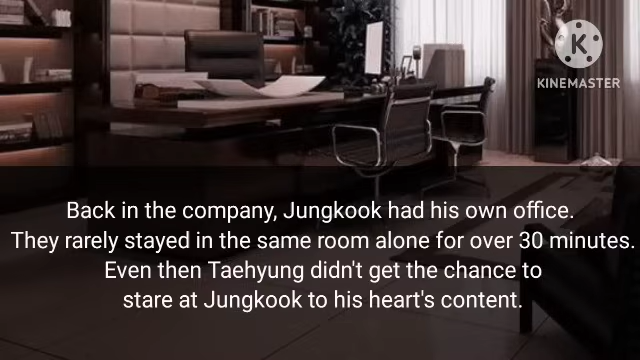 KINEMASTER
Back in the company, Jungkook had his own office.
They rarely stayed in the same room alone for over 30 minutes.
Even then Taehyung didn't get the chance to
stare at Jungkook to his heart's content.